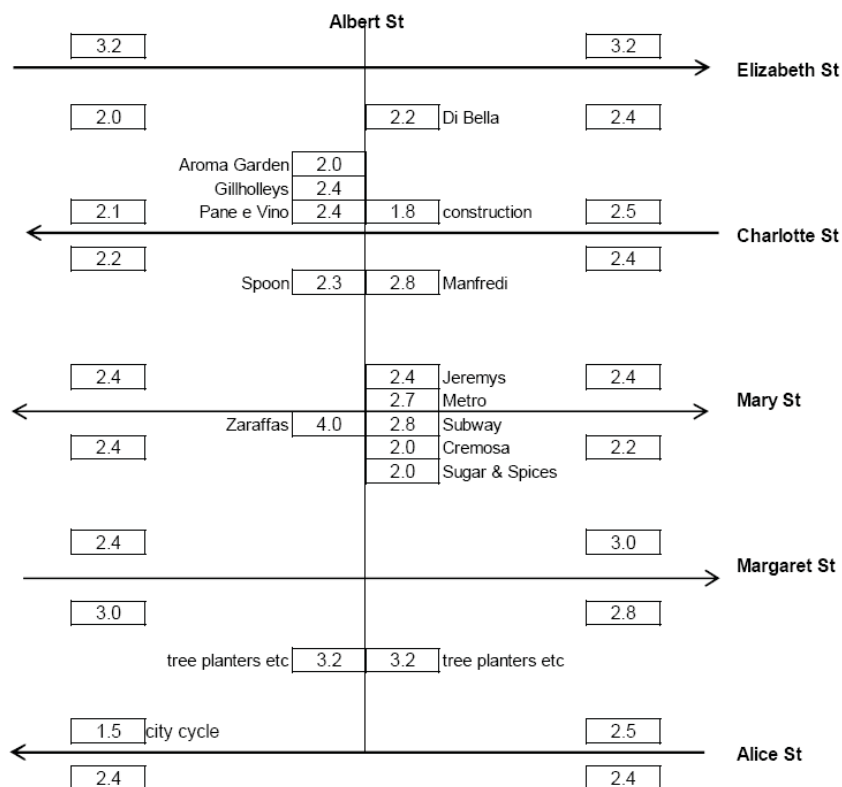 Albert St
3.2 3.2
Elizabeth St
2.0 2.2 Di Bella 2.4
Aroma Garden 2.0
Gillholleys 2.4
2.1 Pane e Vino 2.4 1.8 construction 2.5
Charlotte St
2.2 2.4
Spoon 2.3 2.8 Manfredi
2.4 2.4 Jeremys 2.4
2.7 Metro
Mary St
Zaraffas 4.0 2.8 Subway
2.4 2.0 Cremosa 2.2
2.0 Sugar & Spices
2.4 3.0
Margaret St
3.0 2.8
tree planters etc 3.2 3.2 tree planters etc
1.5 city cycle 2.5
Alice St
2.4 2.4